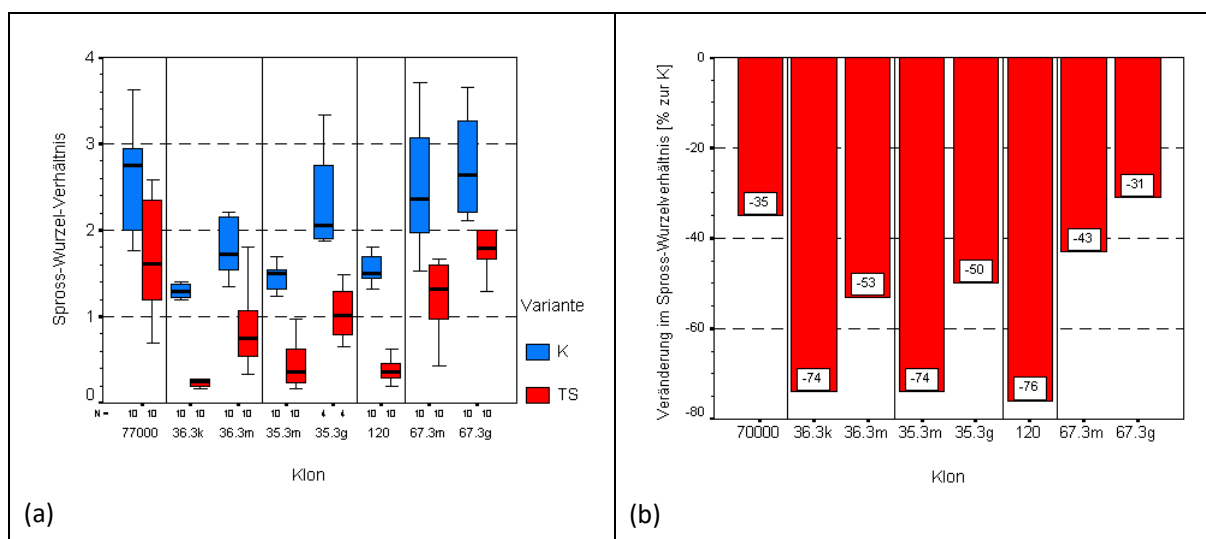 Spross-Wurzel-Verhältnis
4
3
2
1
0
N = 10 10 10 10 10 10 10 10 4 4 10 10 10 10 10 10
77000 36.3k 36.3m 35.3m 35.3g 120 67.3m 67.3g
Klon
Variante
K
TS
(a)
Veränderung im Spross-Wurzelverhältnis [% zur K]
0
-20
-40
-60
-80
-35
-74
-53
-74
-50
-76
-43
-31
70000 36.3k 36.3m 35.3m 35.3g 120 67.3m 67.3g
Klon
(b)